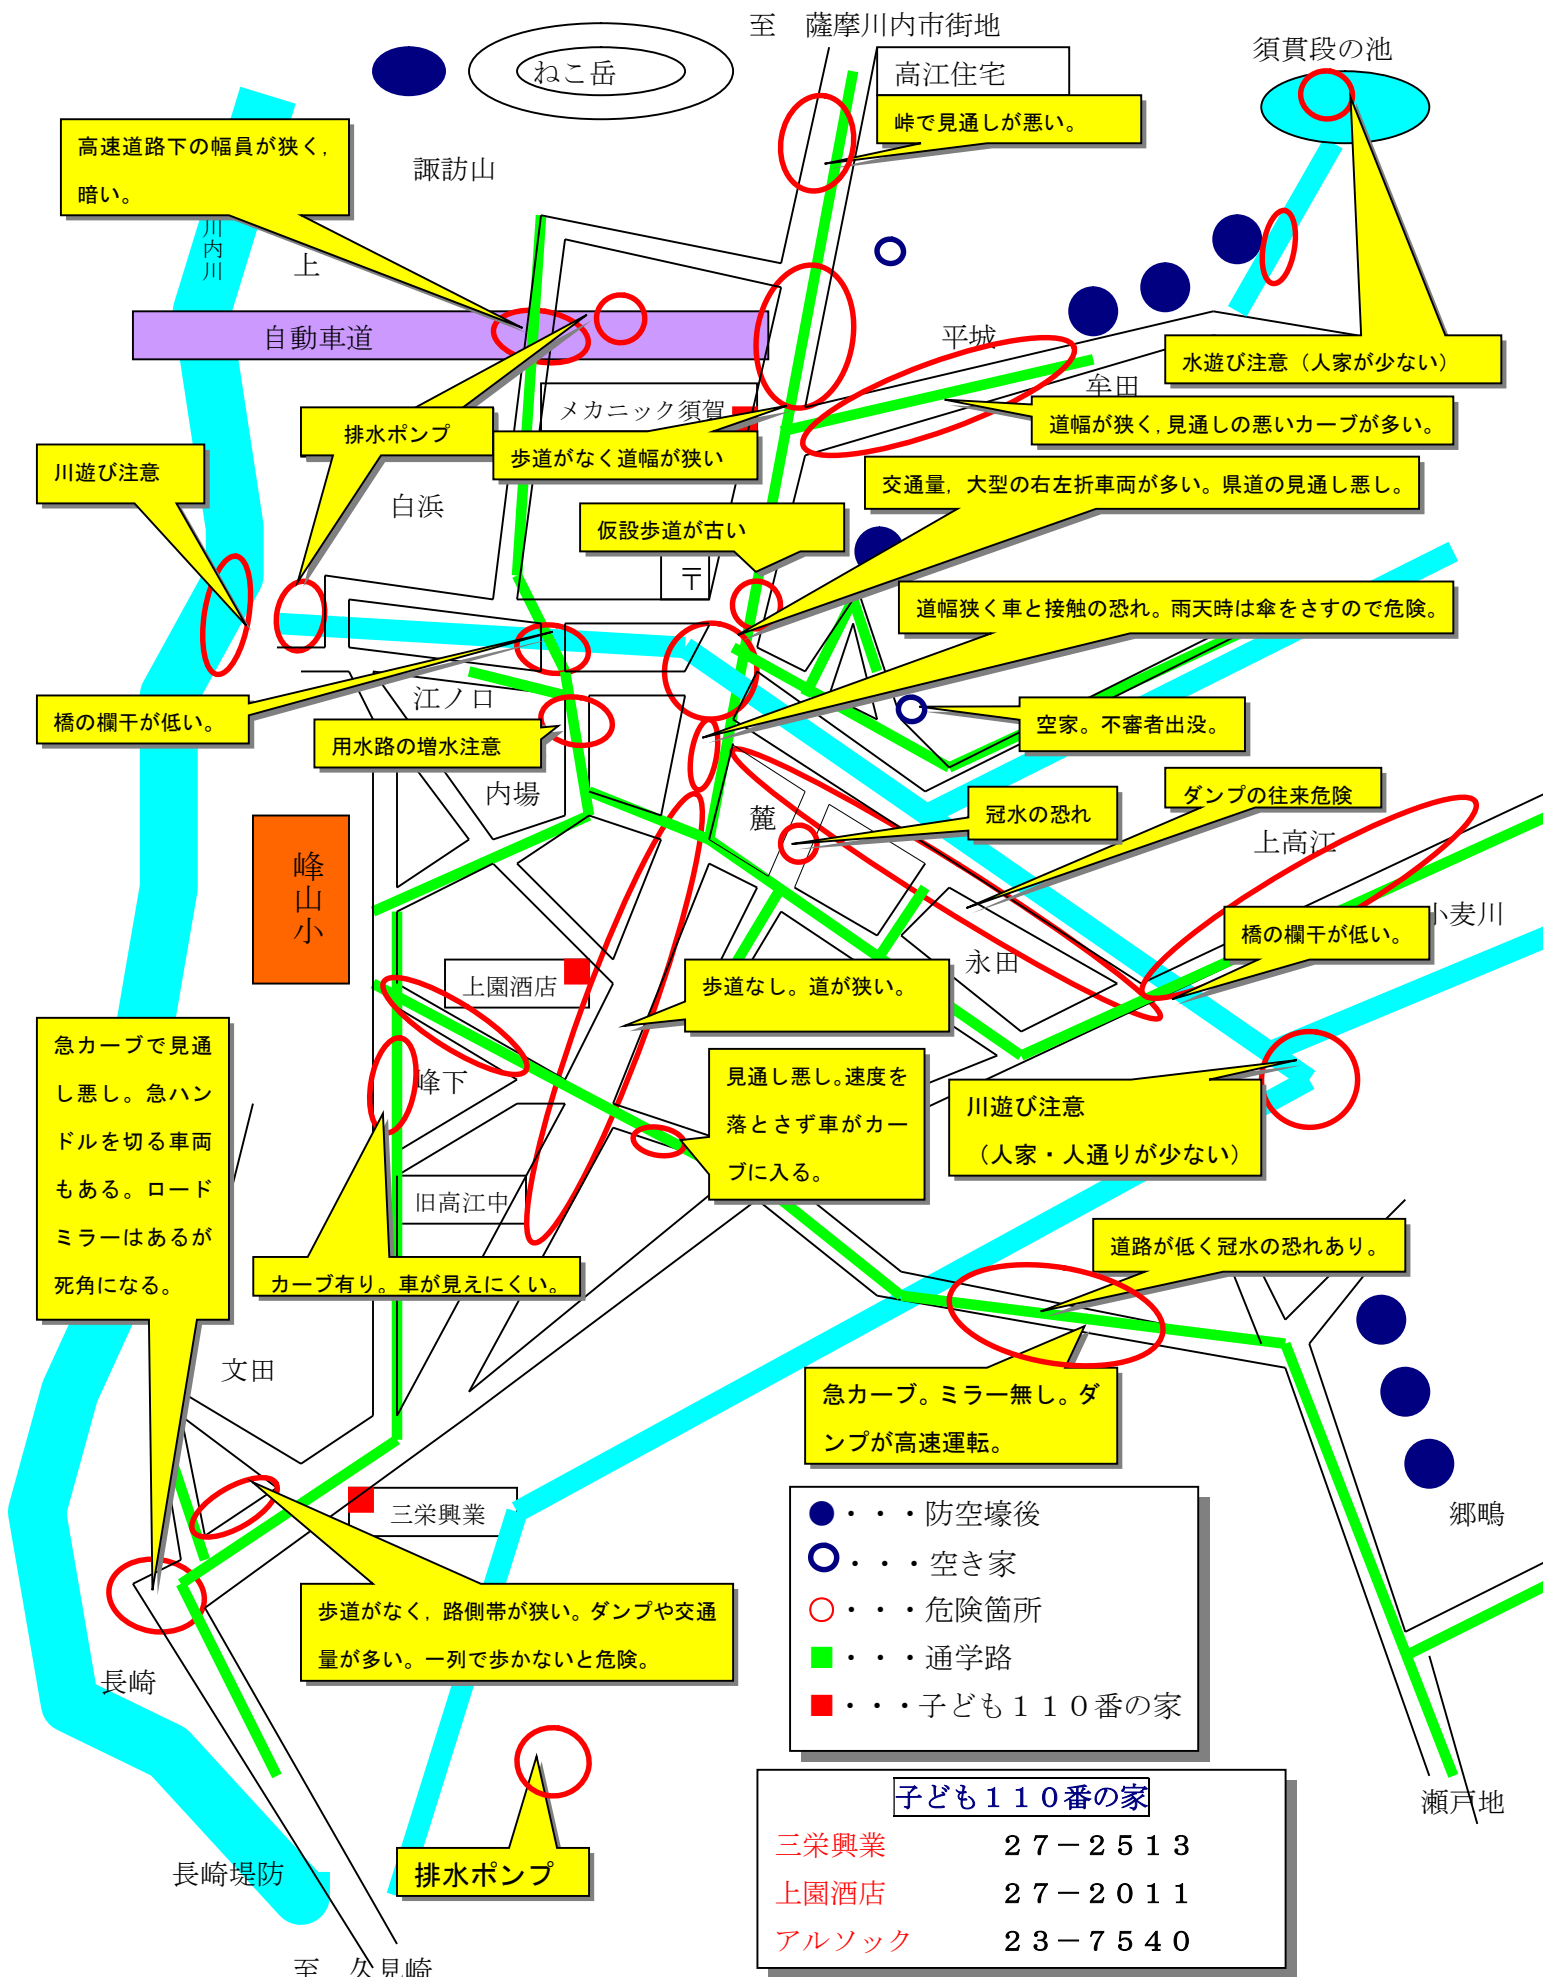 至　薩摩川内市街地
須貫段の池
ねこ岳
高江住宅
峠で見通しが悪い。
高速道路下の幅員が狭く，
暗い。
諏訪山
川内川
上
自動車道
平城
牟田
水遊び注意（人家が少ない）
メカニック須賀
道幅が狭く，見通しの悪いカーブが多い。
排水ポンプ
歩道がなく道幅が狭い
川遊び注意
交通量，大型の右左折車両が多い。県道の見通し悪し。
白浜
仮設歩道が古い
〒
道幅狭く車と接触の恐れ。雨天時は傘をさすので危険。
江ノ口
橋の欄干が低い。
用水路の増水注意
空家。不審者出没。
内場
麓
冠水の恐れ
ダンプの往来危険
上高江
峰山小
小麦川
橋の欄干が低い。
永田
上園酒店
歩道なし。道が狭い。
急カーブで見通
し悪し。急ハン
ドルを切る車両
もある。ロード
ミラーはあるが
死角になる。
峰下
見通し悪し。速度を
落とさず車がカー
ブに入る。
川遊び注意
（人家・人通りが少ない）
旧高江中
カーブ有り。車が見えにくい。
道路が低く冠水の恐れあり。
文田
急カーブ。ミラー無し。ダ
ンプが高速運転。
三栄興業
●・・・防空壕後
○・・・空き家
○・・・危険箇所
■・・・通学路
■・・・子ども１１０番の家
郷鴫
歩道がなく，路側帯が狭い。ダンプや交通
量が多い。一列で歩かないと危険。
長崎
排水ポンプ
長崎堤防
瀬戸地
子ども１１０番の家
三栄興業　２７－２５１３
上園酒店　２７－２０１１
アルソック　２３－７５４０
至　久見崎